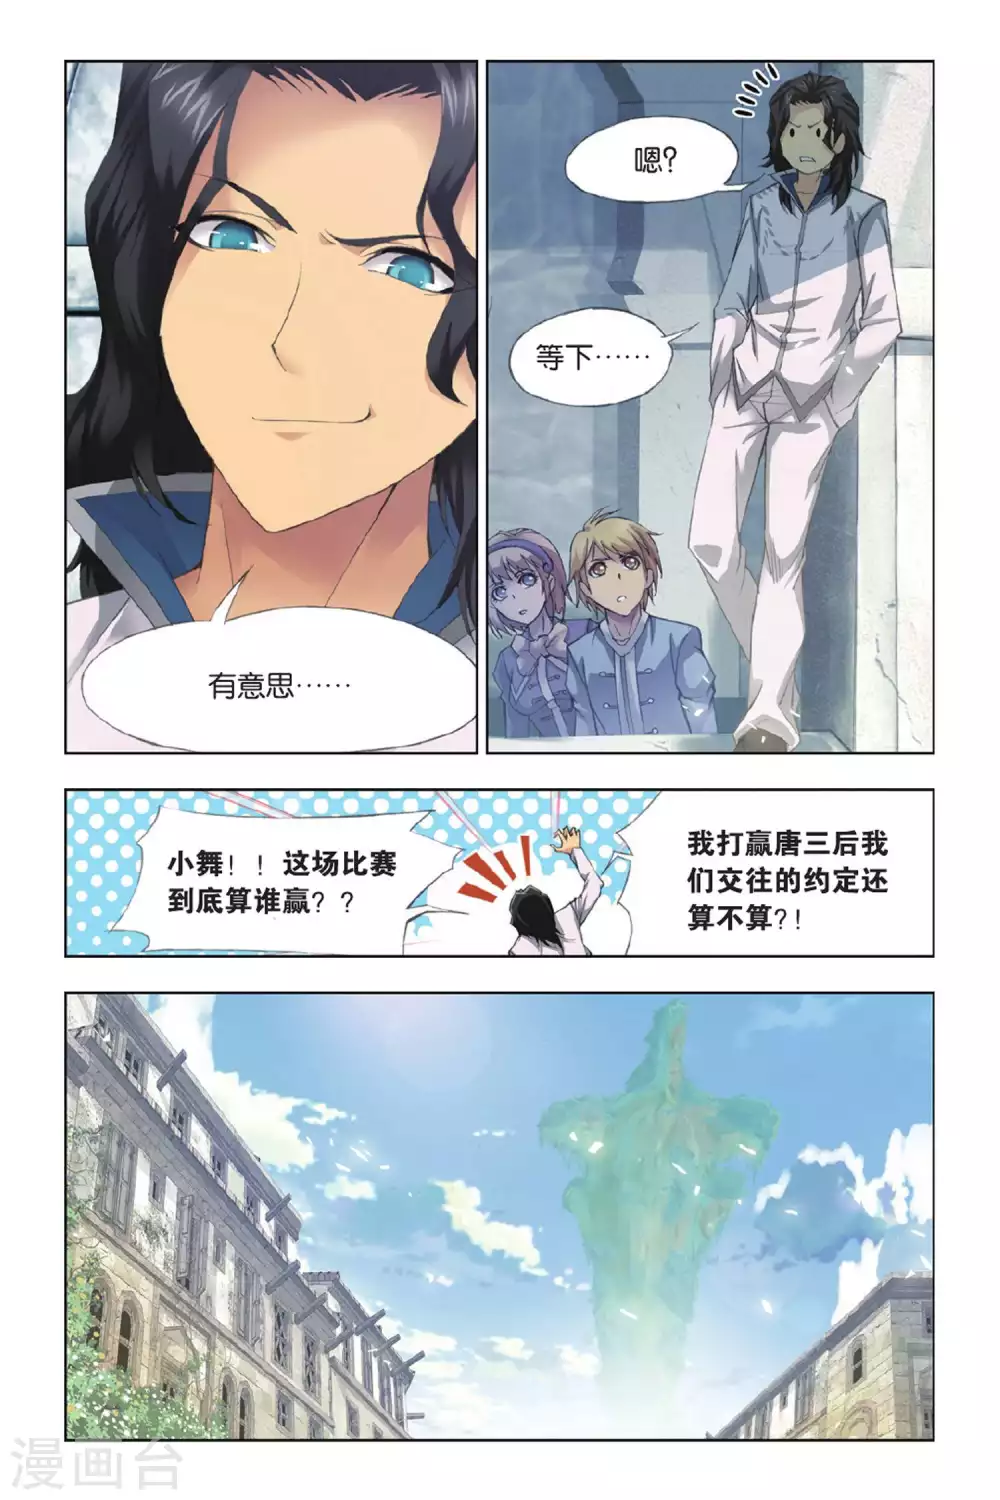 有意思……
嗯？
等下……
小舞！！这场比赛
到底算谁赢？？
我打赢唐三后我
们交往的约定还
算不算？！
漫画台